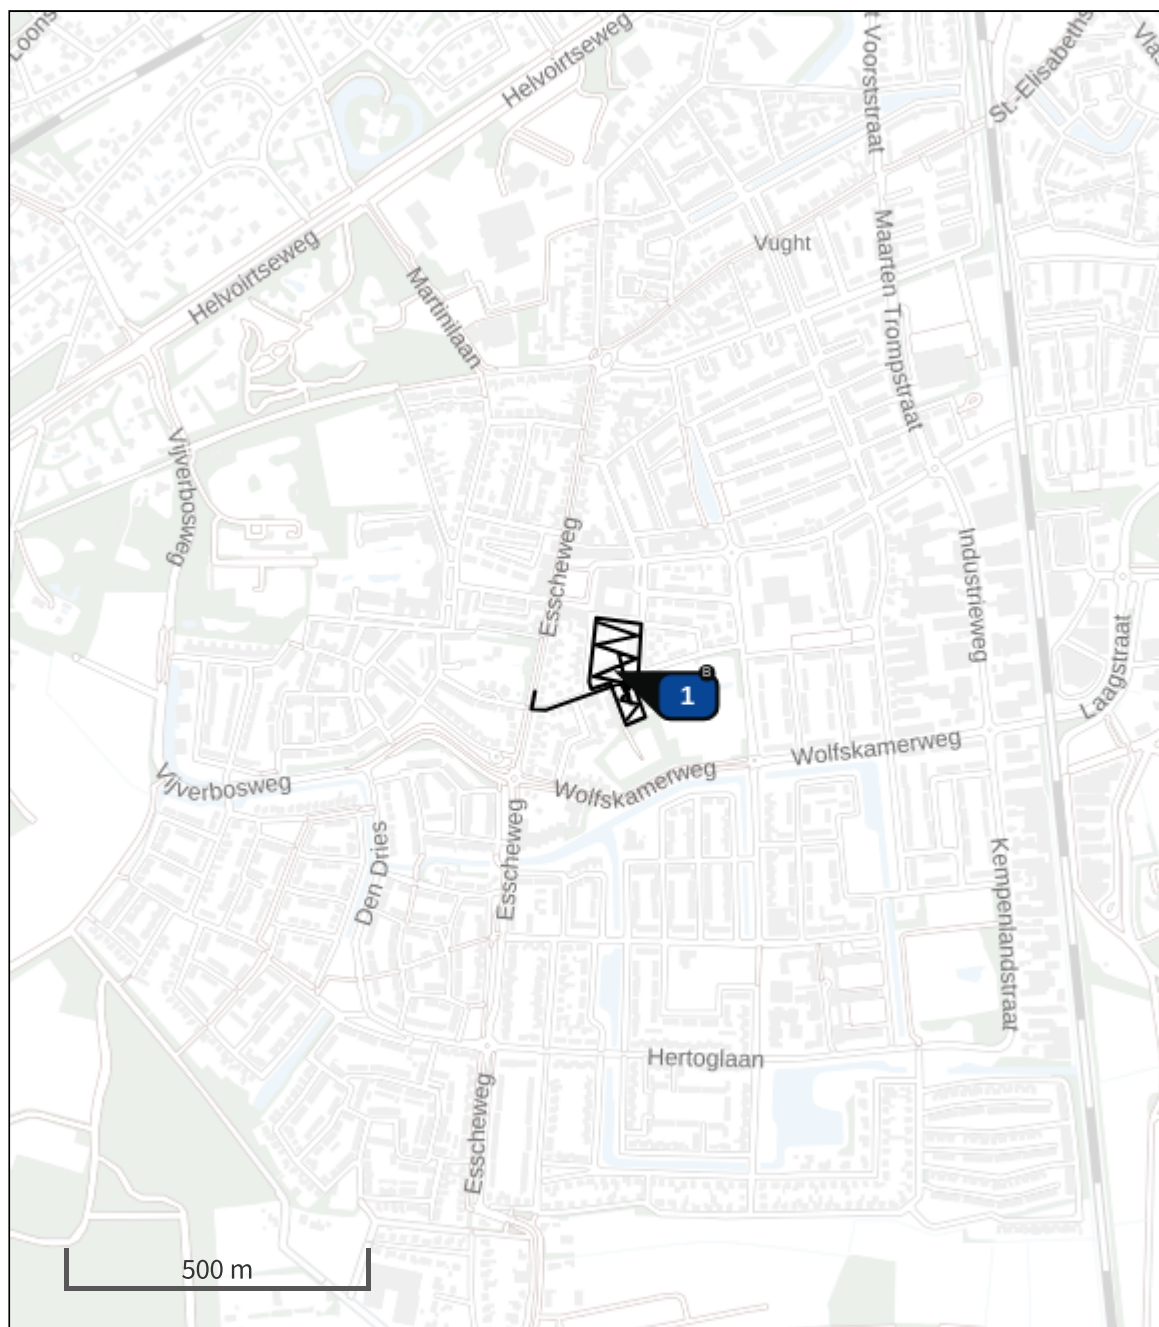 Loons
Helvoirtseweg
t Voorststraat
St.-Elisabeths
Vlas
Vught
Maarten Trompstraat
Helvoirtseweg
Martinilaan
Vijverbosweg
Esscheweg
Industrieweg
Laagstraat
B
1
Wolfskamerweg
Vijverbosweg
Wolfskamerweg
Den Dries
Esscheweg
Kempenlandstraat
Hertoglaan
Esscheweg
500 m